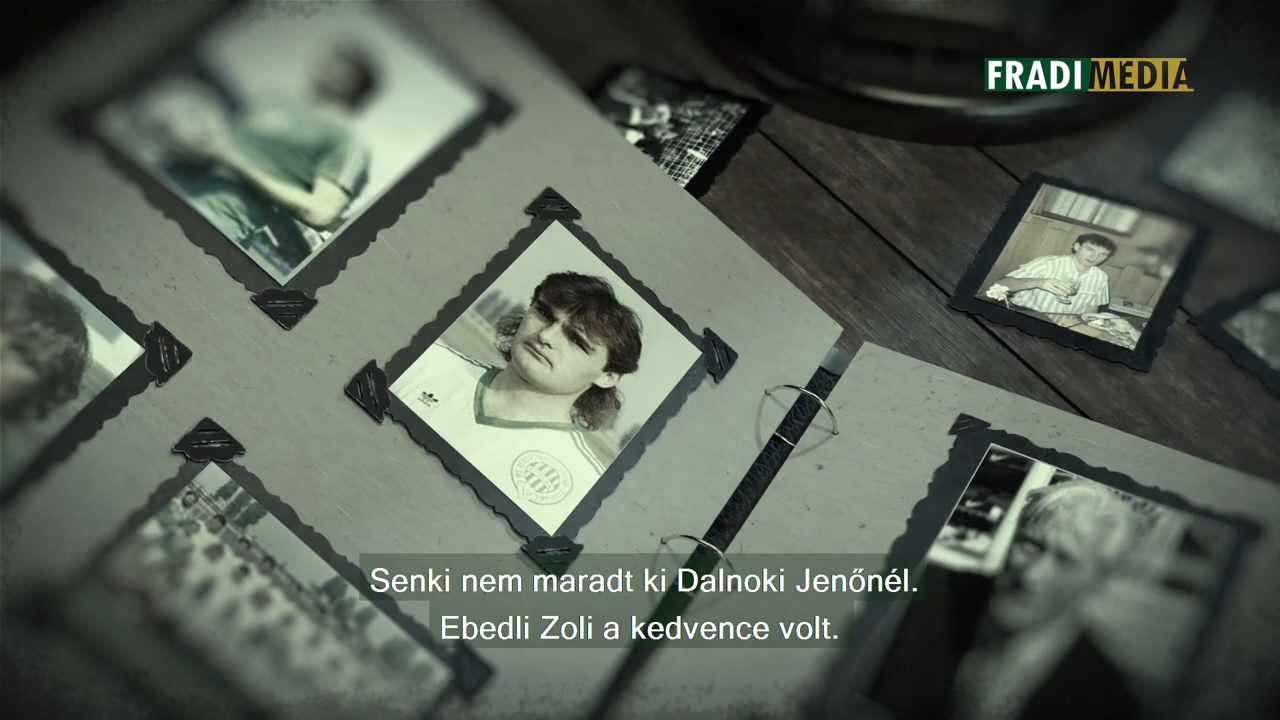 FRADI MÉDIA
Senki nem maradt ki Dalnoki Jenőnél.
Ebedli Zoli a kedvence volt.